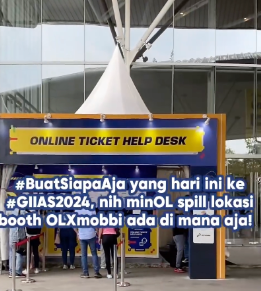 ONLINE TICKET HELP DESK
#BuatSiapaAja yang hari ini ke
#GIIAS2024, nih minOL spill lokasi
booth OLXmobbi ada di mana aja!